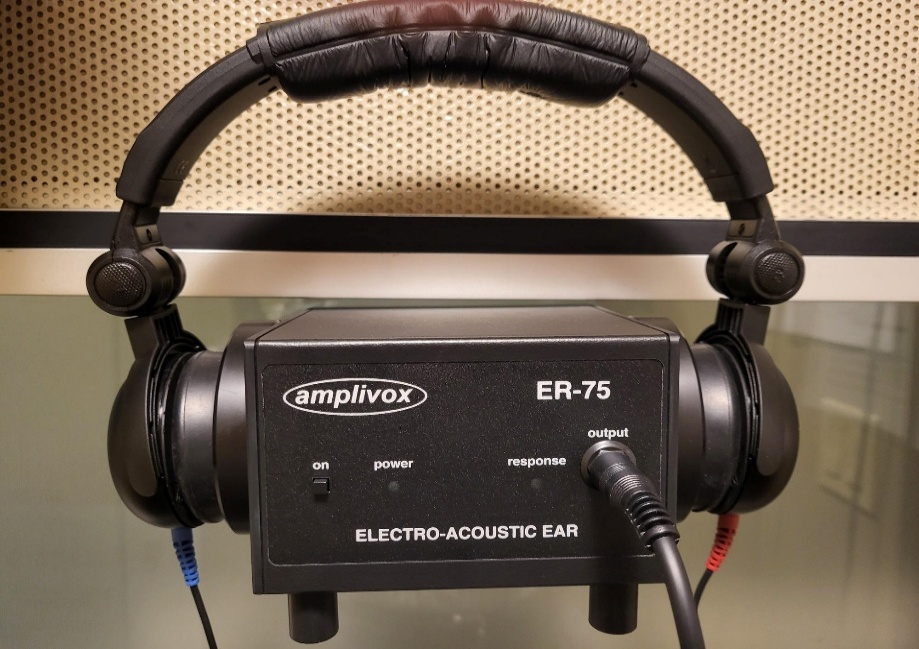 amplivox
ER-75
output
on
power
response
ELECTRO-ACOUSTIC EAR